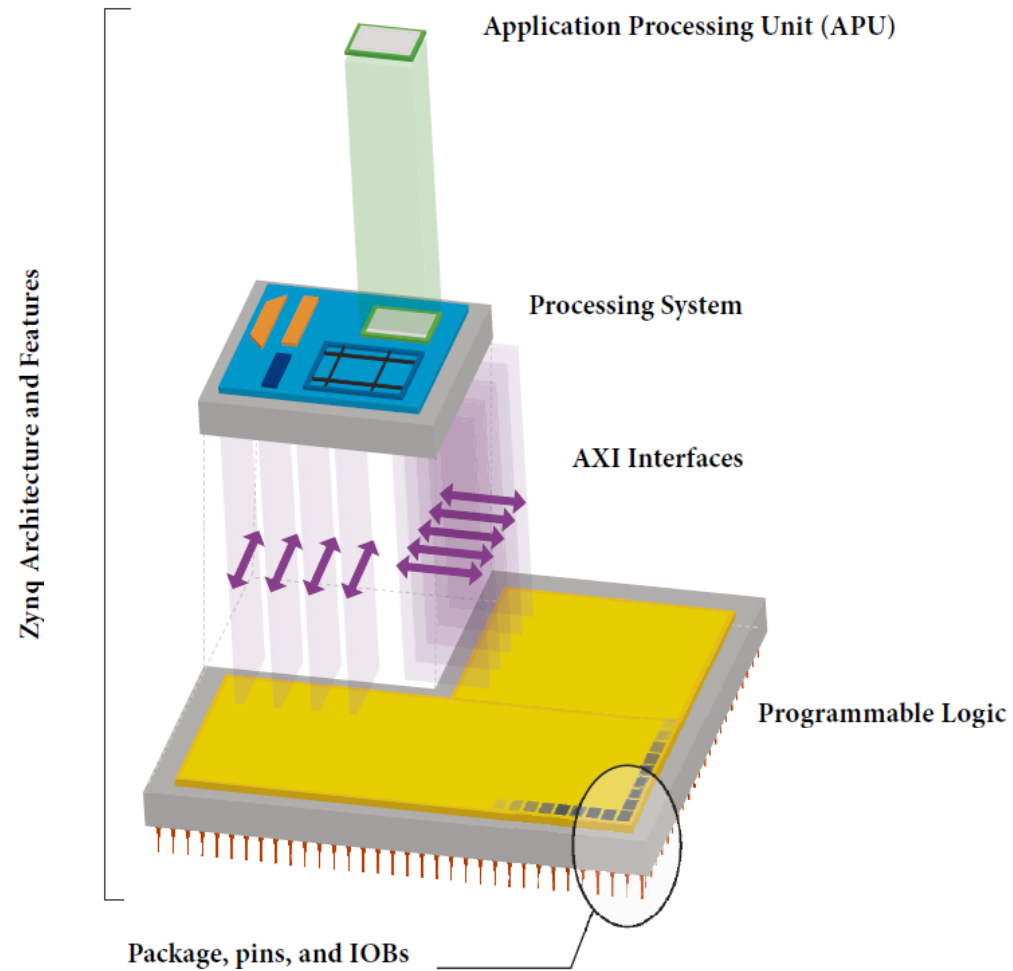 Application Processing Unit (APU)
Processing System
AXI Interfaces
Zynq Architecture and Features
Programmable Logic
Package, pins, and IOBs